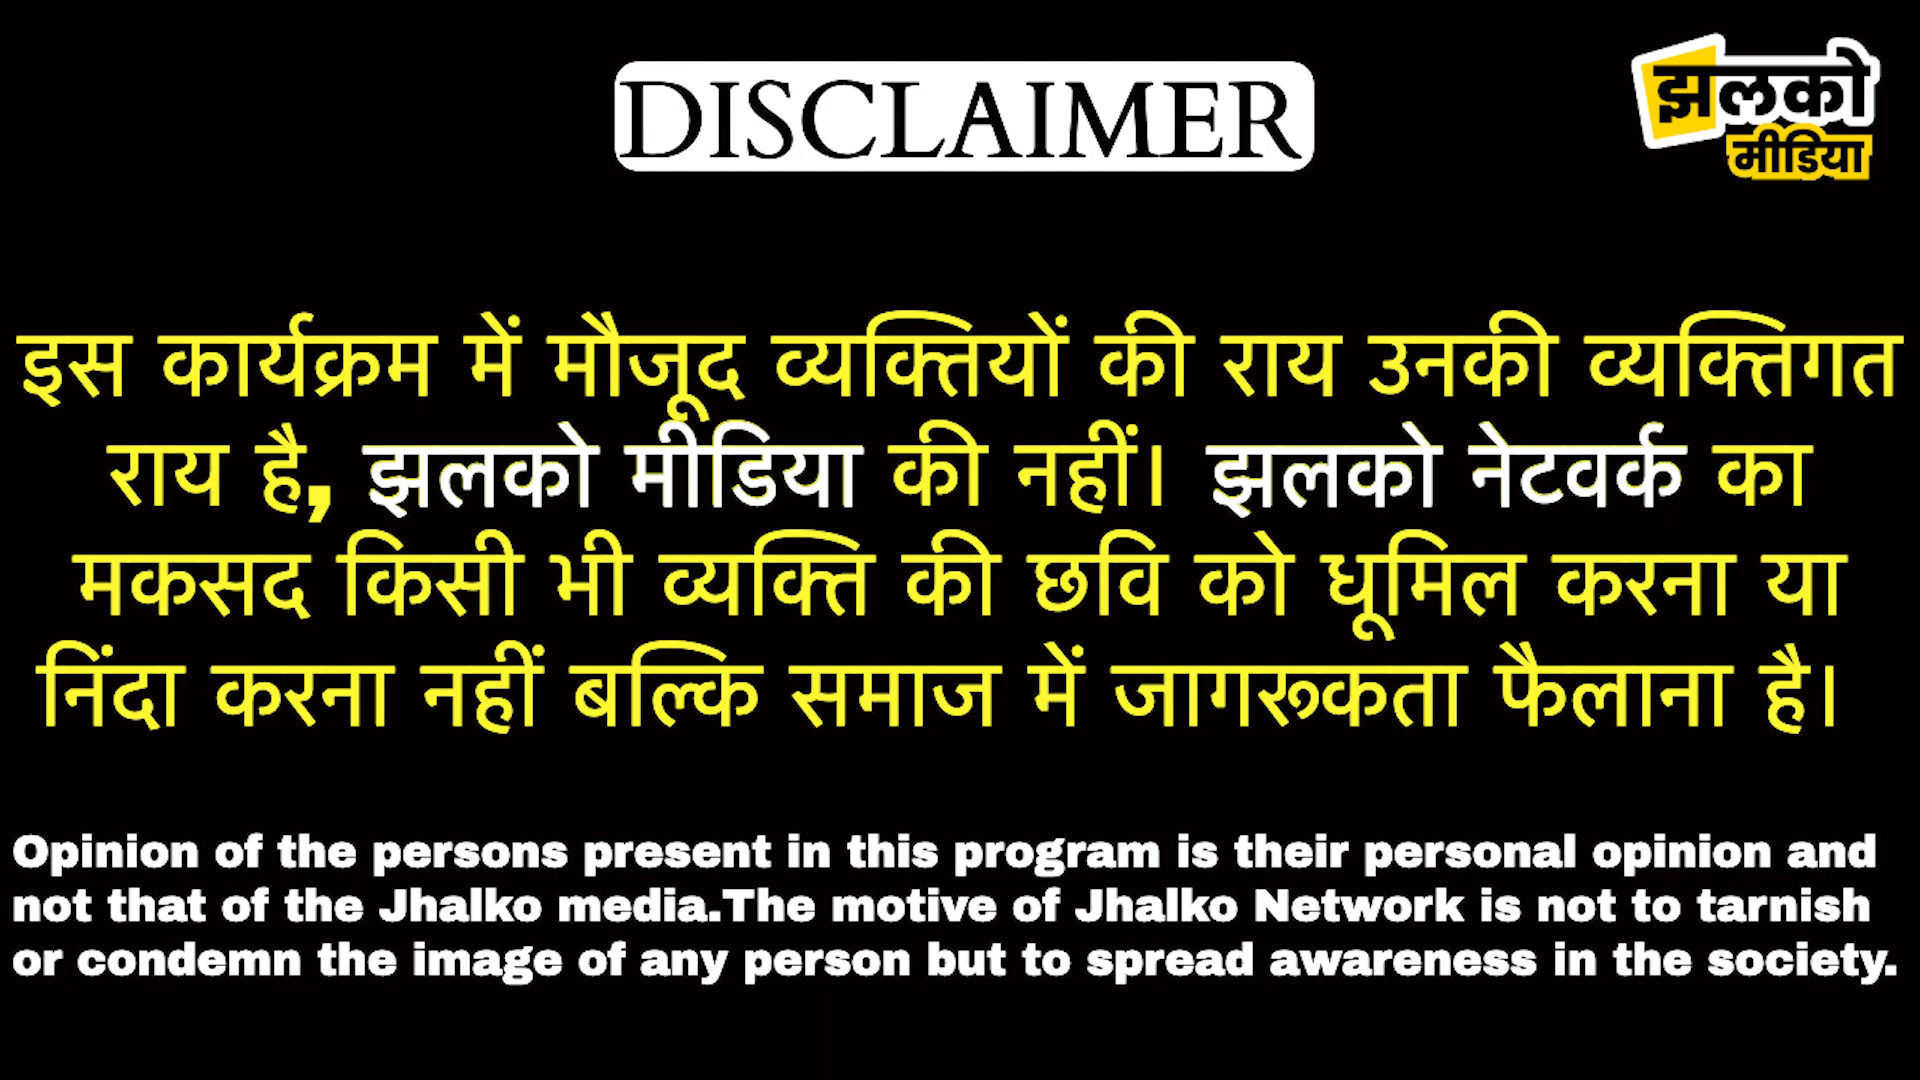 DISCLAIMER
झलको
मीडिया
इस कार्यक्रम में मौजूद व्यक्तियों की राय उनकी व्यक्तिगत
राय है, झलको मीडिया की नहीं। झलको नेटवर्क का
मकसद किसी भी व्यक्ति की छवि को धूमिल करना या
निंदा करना नहीं बल्कि समाज में जागरूकता फैलाना है।
Opinion of the persons present in this program is their personal opinion and
not that of the Jhalko media.The motive of Jhalko Network is not to tarnish
or condemn the image of any person but to spread awareness in the society.